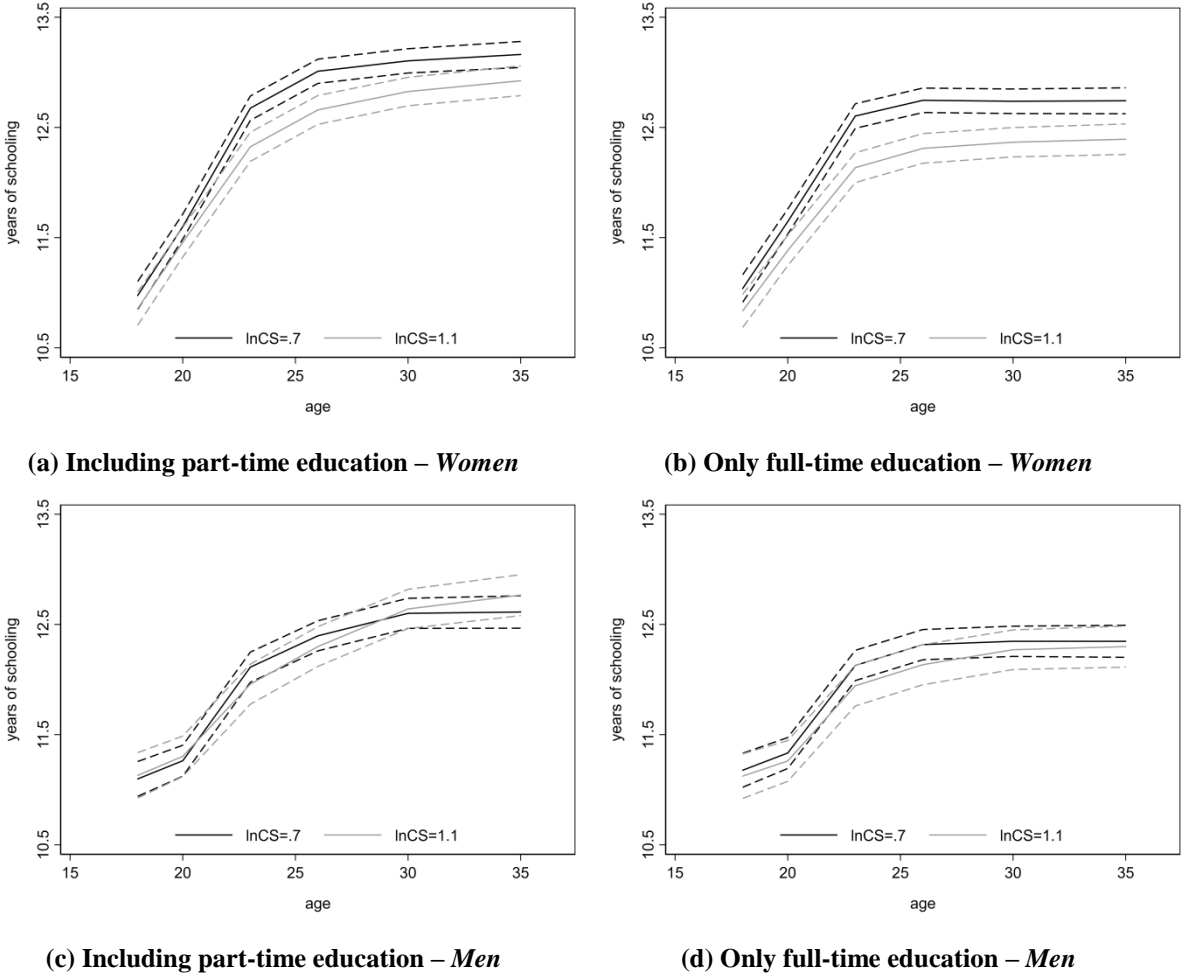 13.5
12.5
11.5
10.5
years of schooling
lnCS=.7 lnCS=1.1
15 20 25 30 35
age
(a) Including part-time education – Women
13.5
12.5
11.5
10.5
years of schooling
lnCS=.7 lnCS=1.1
15 20 25 30 35
age
(b) Only full-time education – Women
13.5
12.5
11.5
10.5
years of schooling
lnCS=.7 lnCS=1.1
15 20 25 30 35
age
(c) Including part-time education – Men
13.5
12.5
11.5
10.5
years of schooling
lnCS=.7 lnCS=1.1
15 20 25 30 35
age
(d) Only full-time education – Men